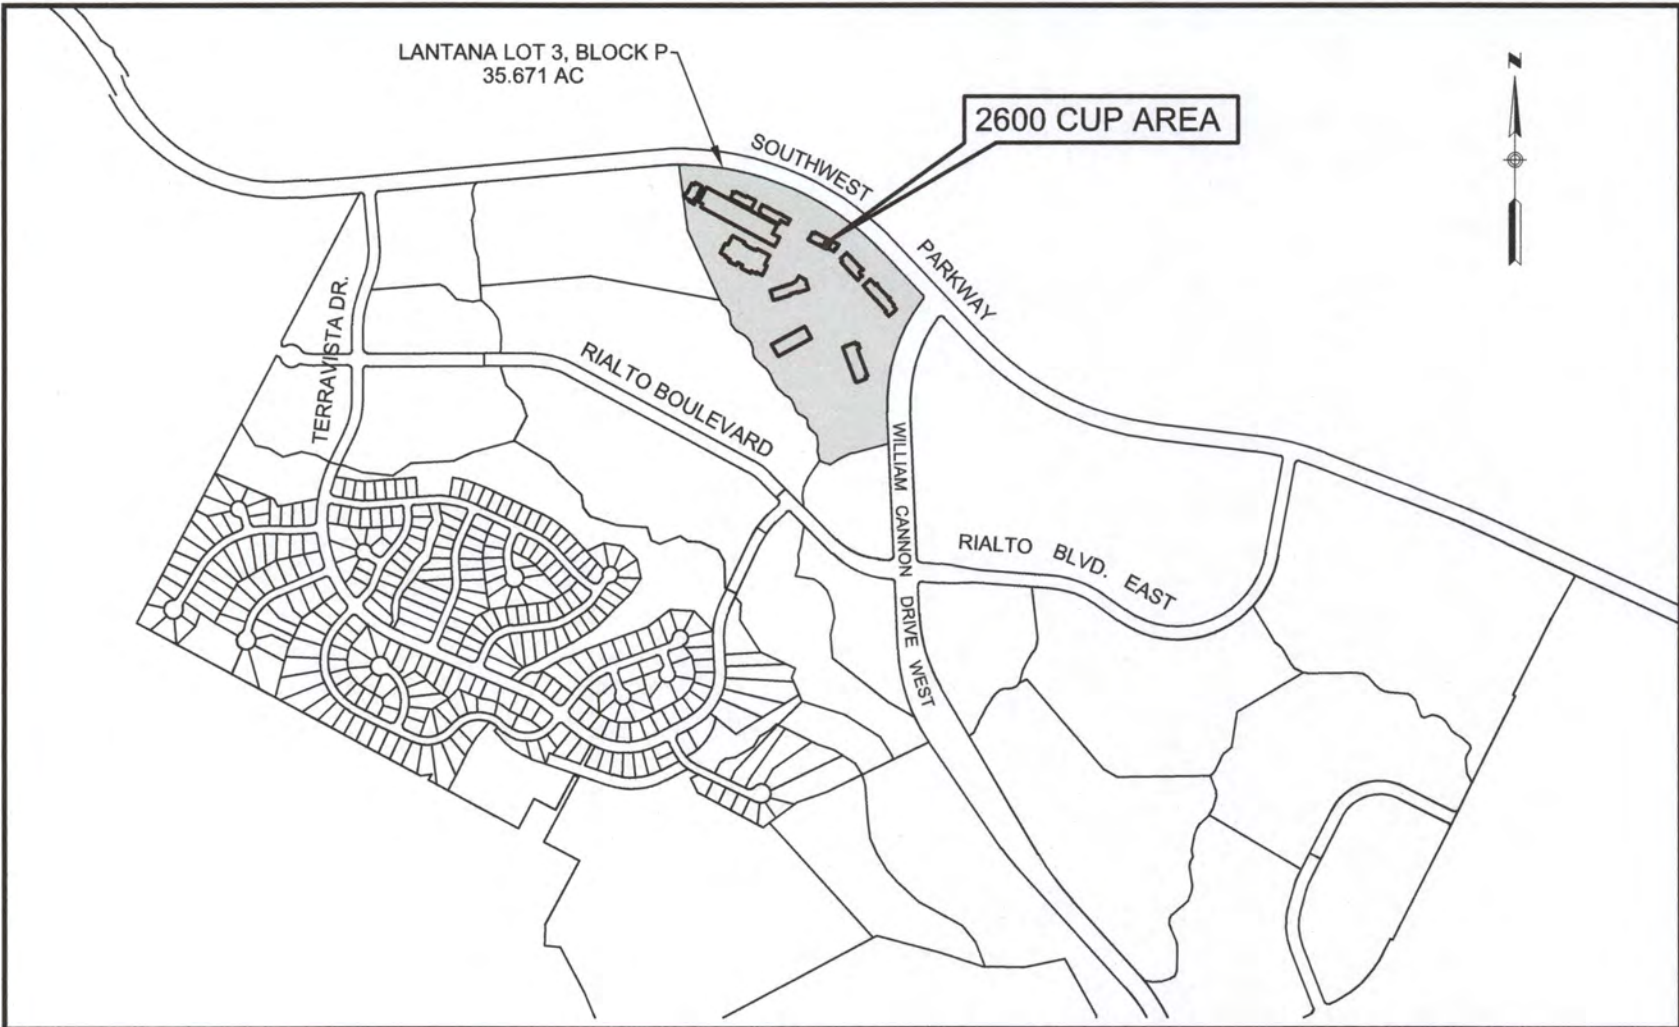 LANTANA LOT 3, BLOCK P
35.671 AC
N
2600 CUP AREA
SOUTHWEST
PARKWAY
TERRAVISTA DR.
RIALTO BOULEVARD
WILLIAM CANNON DRIVE WEST
RIALTO BLVD. EAST